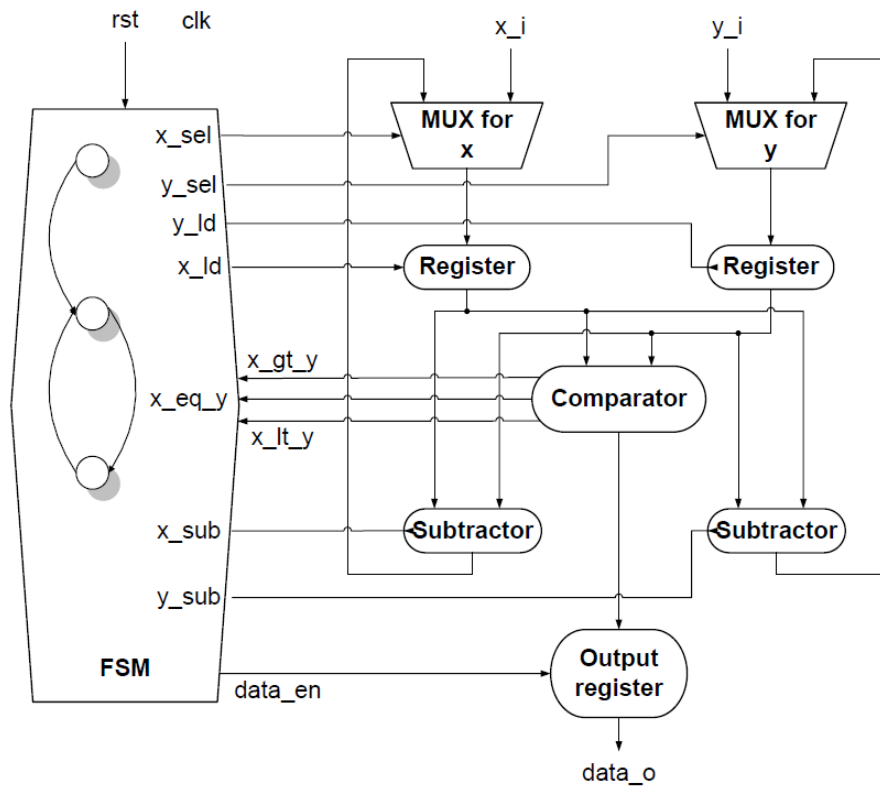 rst clk x_i y_i
MUX for
x
MUX for
y
x_sel
y_sel
y_ld
x_ld
Register
Register
x_gt_y
x_eq_y
x_lt_y
Comparator
x_sub
Subtractor
Subtractor
y_sub
FSM
data_en
Output
register
data_o